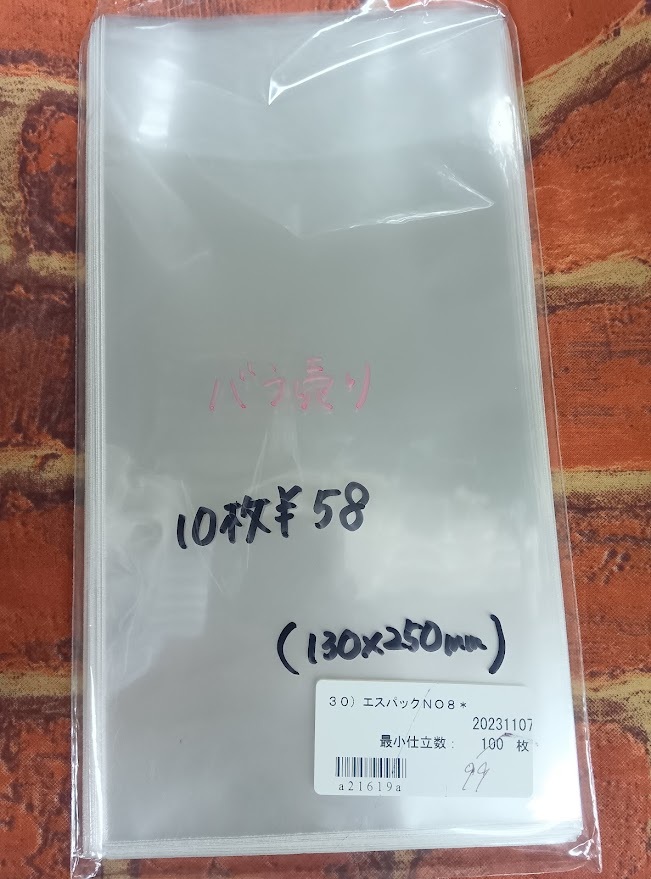 バラ売り
10枚¥58
(130×250mm)
30) エスパックNO8*
20231107
最小仕立数: 100 枚
99
a21619a